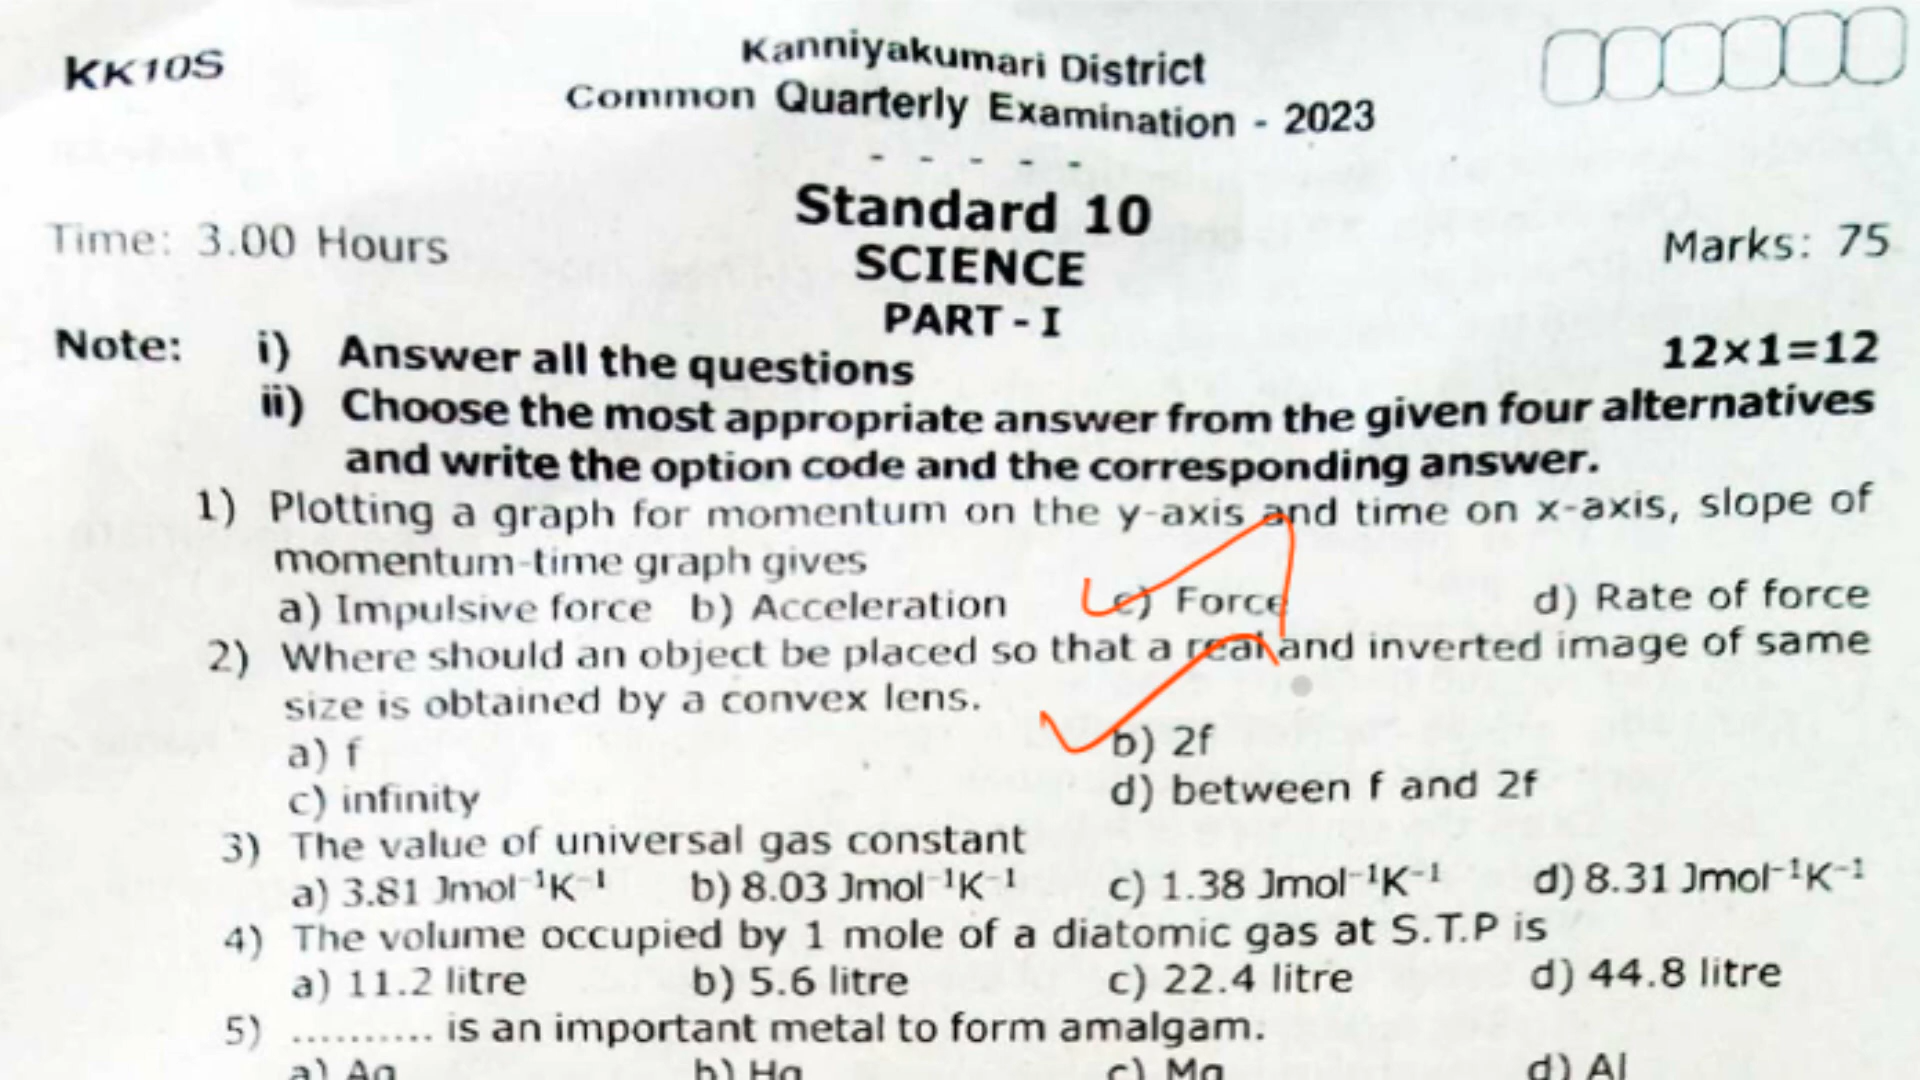 KK10S
Kanniyakumari District
Common Quarterly Examination - 2023
- - - - -
Standard 10
Time: 3.00 Hours
SCIENCE
Marks: 75
PART - I
Note: i) Answer all the questions 12x1=12
ii) Choose the most appropriate answer from the given four alternatives
and write the option code and the corresponding answer.
1) Plotting a graph for momentum on the y-axis and time on x-axis, slope of
momentum-time graph gives
a) Impulsive force b) Acceleration c) Force d) Rate of force
2) Where should an object be placed so that a real and inverted image of same
size is obtained by a convex lens.
a) f b) 2f
c) infinity d) between f and 2f
3) The value of universal gas constant
a) 3.81 Jmol⁻¹K⁻¹ b) 8.03 Jmol⁻¹K⁻¹ c) 1.38 Jmol⁻¹K⁻¹ d) 8.31 Jmol⁻¹K⁻¹
4) The volume occupied by 1 mole of a diatomic gas at S.T.P is
a) 11.2 litre b) 5.6 litre c) 22.4 litre d) 44.8 litre
5) .......... is an important metal to form amalgam.
a) Ag b) Hg c) Mg d) Al